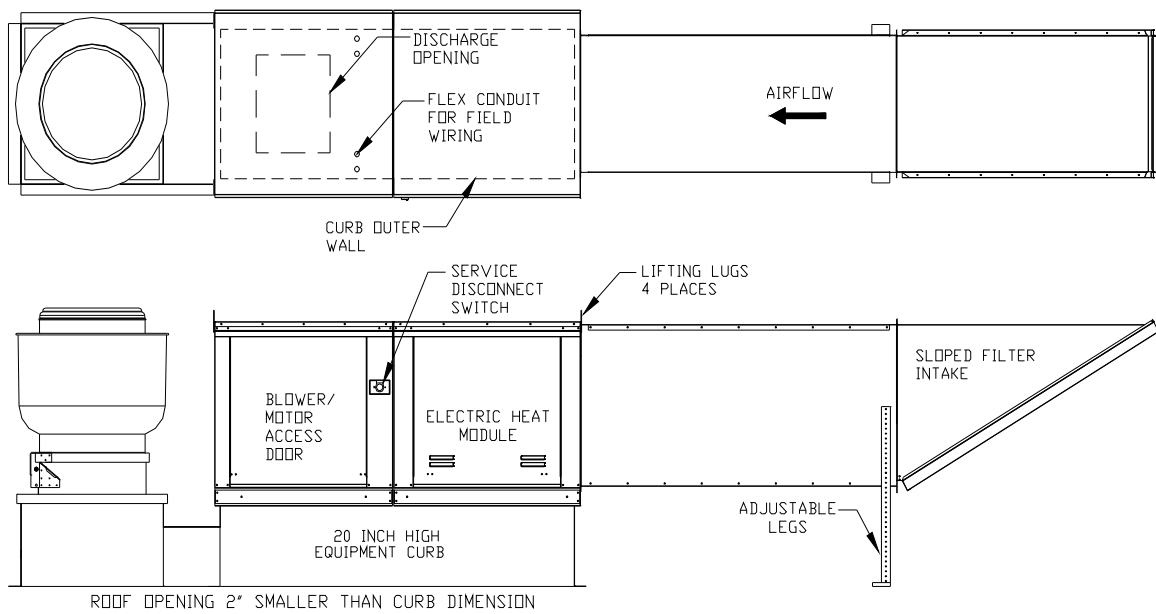 DISCHARGE
OPENING
FLEX CONDUIT
FOR FIELD
WIRING
AIRFLOW
CURB OUTER
WALL
SERVICE
DISCONNECT
SWITCH
LIFTING LUGS
4 PLACES
SLOPED FILTER
INTAKE
BLOWER/
MOTOR
ACCESS
DOOR
ELECTRIC HEAT
MODULE
ADJUSTABLE
LEGS
20 INCH HIGH
EQUIPMENT CURB
ROOF OPENING 2" SMALLER THAN CURB DIMENSION